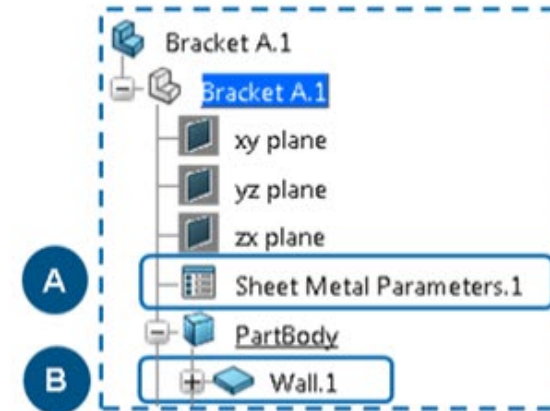 Bracket A.1
Bracket A.1
xy plane
yz plane
zx plane
A
Sheet Metal Parameters.1
PartBody
B
Wall.1